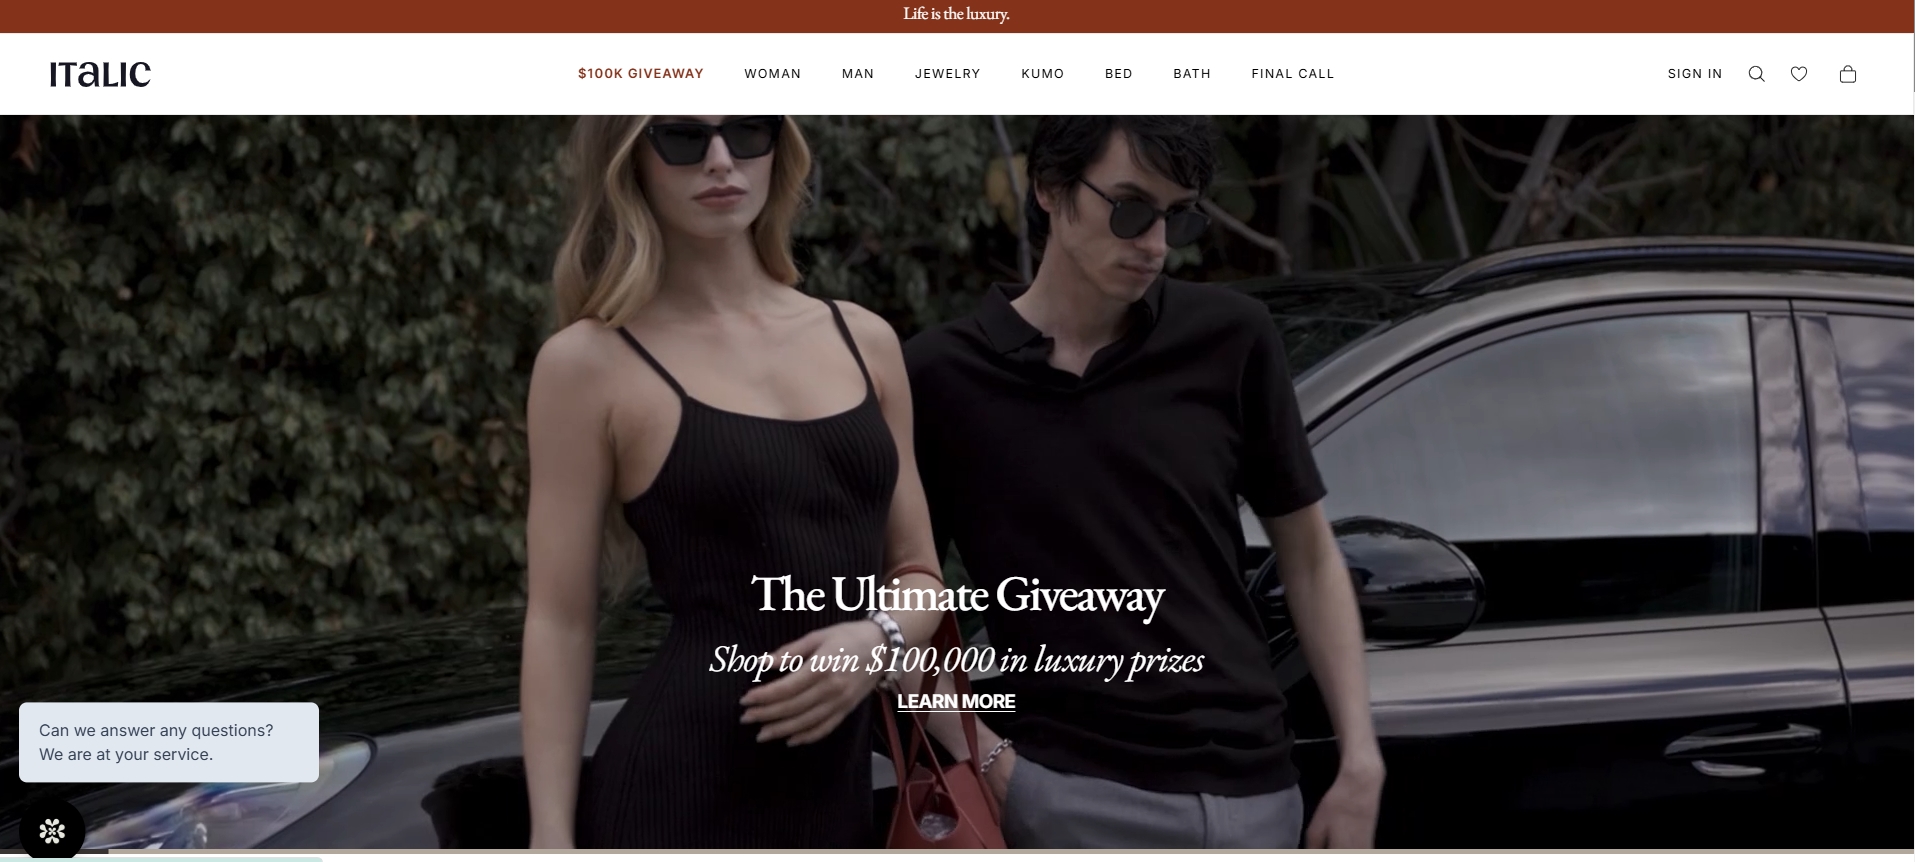 Life is the luxury.
ITALIC
$100K GIVEAWAY WOMAN MAN JEWELRY KUMO BED BATH FINAL CALL SIGN IN
The Ultimate Giveaway
Shop to win $100,000 in luxury prizes
LEARN MORE
Can we answer any questions?
We are at your service.